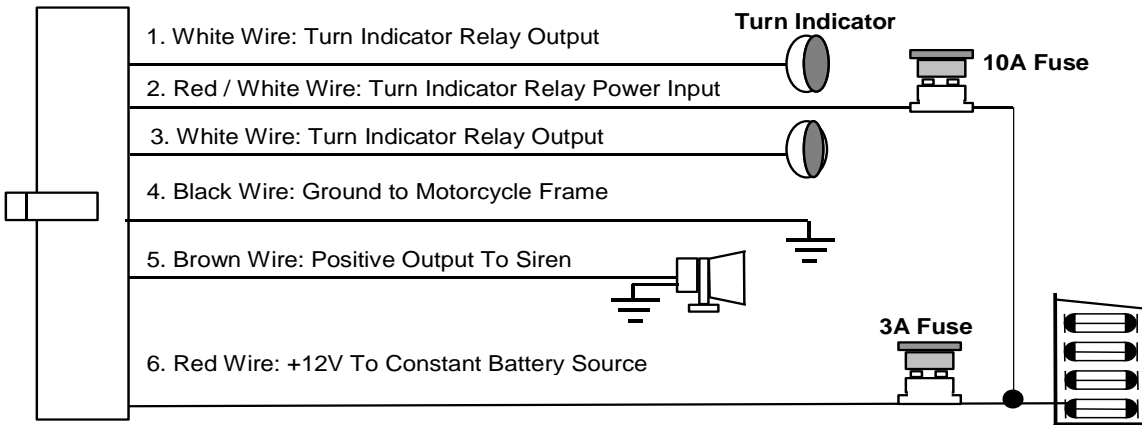 Turn Indicator
1. White Wire: Turn Indicator Relay Output
10A Fuse
2. Red / White Wire: Turn Indicator Relay Power Input
3. White Wire: Turn Indicator Relay Output
4. Black Wire: Ground to Motorcycle Frame
5. Brown Wire: Positive Output To Siren
3A Fuse
6. Red Wire: +12V To Constant Battery Source